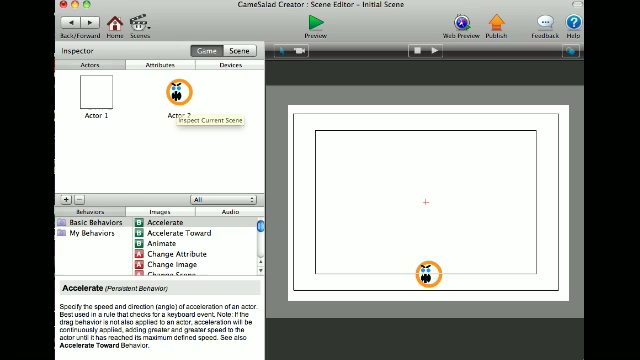 GameSalad Creator : Scene Editor – Initial Scene
Back/Forward
Home
Scenes
Preview
Web Preview
Publish
Feedback
Help
Inspector
Game
Scene
Actors
Attributes
Devices
Actor 1
Actor 2
Inspect Current Scene
+
−
All
Behaviors
Images
Audio
Basic Behaviors
My Behaviors
B Accelerate
B Accelerate Toward
B Animate
A Change Attribute
A Change Image
A Change Scene
Accelerate (Persistent Behavior)
Specify the speed and direction (angle) of acceleration of an actor.
Best used in a rule that checks for a keyboard event. Note: If the
drag behavior is not also applied to an actor, acceleration will be
continuously applied, adding greater and greater speed to the
actor until it has reached its maximum defined speed. See also
Accelerate Toward Behavior.